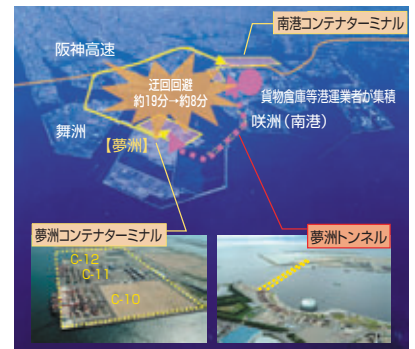 南港コンテナターミナル
阪神高速
迂回回避
約19分→約8分
貨物倉庫等港運業者が集積
咲洲（南港）
舞洲
【夢洲】
夢洲コンテナターミナル
夢洲トンネル
C-12
C-11
C-10